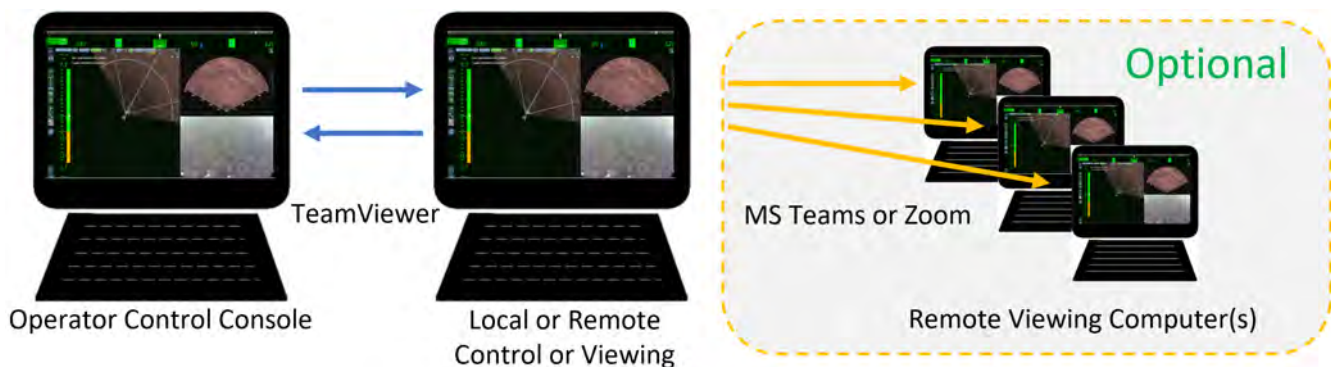 Optional
TeamViewer
MS Teams or Zoom
Operator Control Console
Local or Remote
Control or Viewing
Remote Viewing Computer(s)